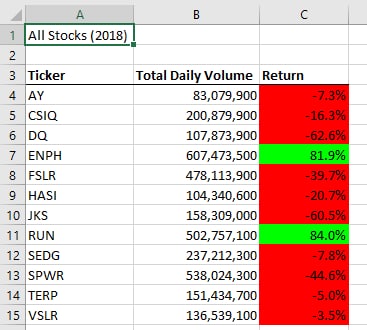 A B C
1 All Stocks (2018)
2
3 Ticker Total Daily Volume Return
4 AY 83,079,900 -7.3%
5 CSIQ 200,879,900 -16.3%
6 DQ 107,873,900 -62.6%
7 ENPH 607,473,500 81.9%
8 FSLR 478,113,900 -39.7%
9 HASI 104,340,600 -20.7%
10 JKS 158,309,000 -60.5%
11 RUN 502,757,100 84.0%
12 SEDG 237,212,300 -7.8%
13 SPWR 538,024,300 -44.6%
14 TERP 151,434,700 -5.0%
15 VSLR 136,539,100 -3.5%